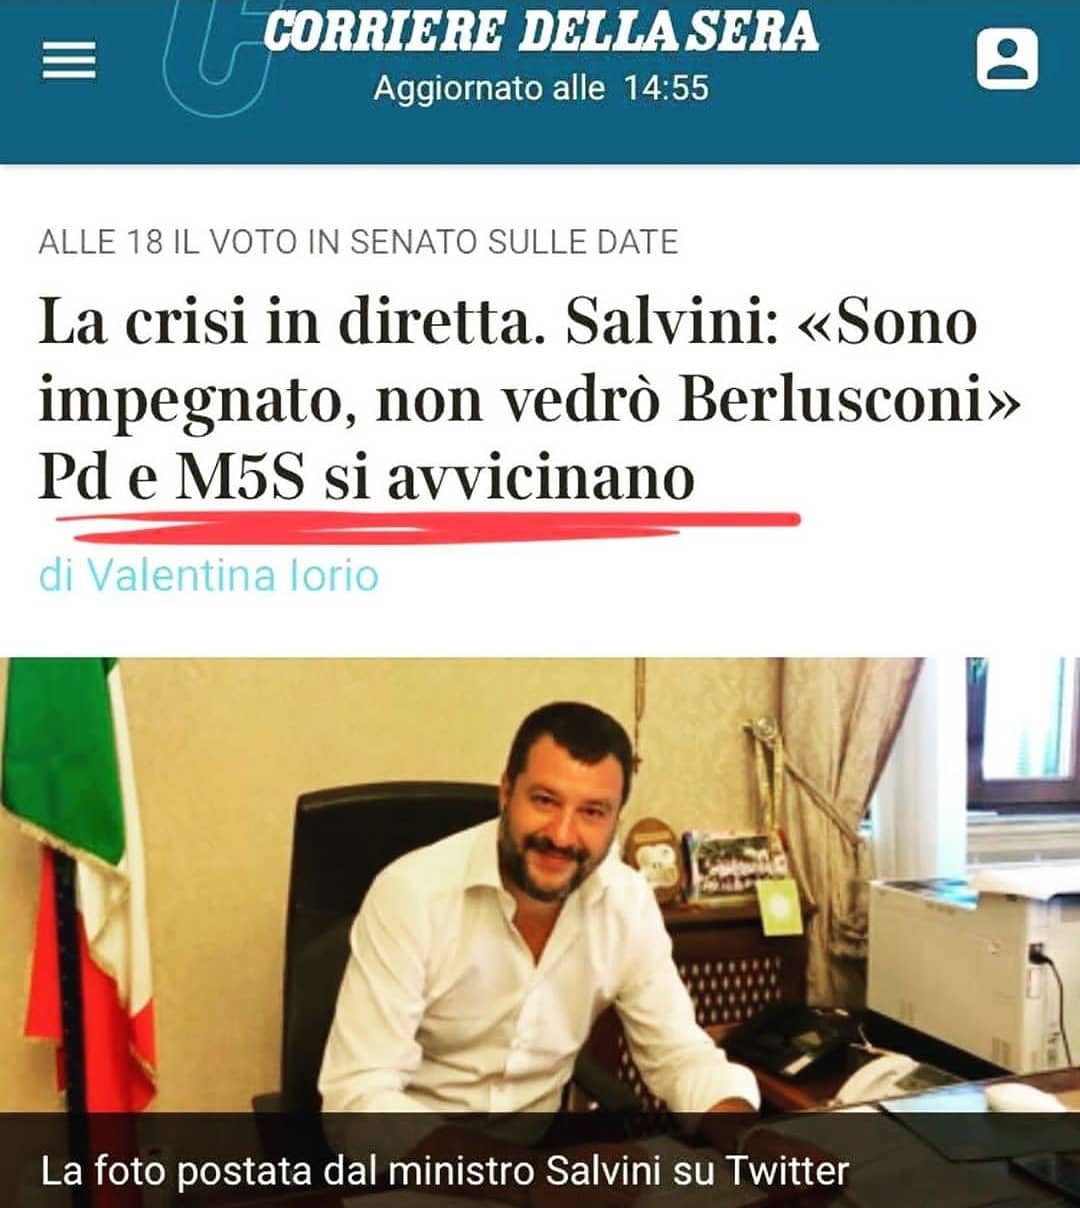 CORRIERE DELLA SERA
Aggiornato alle 14:55
ALLE 18 IL VOTO IN SENATO SULLE DATE
La crisi in diretta. Salvini: «Sono
impegnato, non vedrò Berlusconi»
Pd e M5S si avvicinano
di Valentina Iorio
La foto postata dal ministro Salvini su Twitter